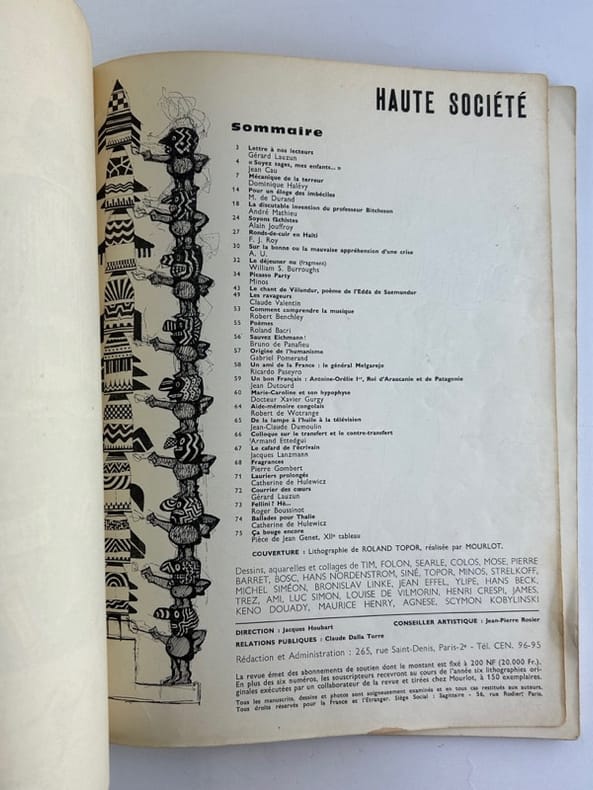 HAUTE SOCIÉTÉ
Sommaire
3 Lettre à nos lecteurs
Gérard Lauzun
4 « Soyez sages, mes enfants... »
Jean Cau
7 Mécanique de la terreur
Dominique Halévy
14 Pour un éloge des imbéciles
M. de Durand
18 La discutable invention du professeur Bitcheson
André Mathieu
24 Soyons fâchistes
Alain Jouffroy
27 Ronds-de-cuir en Haïti
F. J. Roy
30 Sur la bonne ou la mauvaise appréhension d'une crise
A. U.
32 Le déjeuner nu (fragment)
William S. Burroughs
34 Picasso Party
Minos
43 Le chant de Völundur, poème de l'Edda de Saemundur
49 Les ravageurs
Claude Valentin
53 Comment comprendre la musique
Robert Benchley
55 Poèmes
Roland Bacri
56 Sauvez Eichmann !
Bruno de Panafieu
57 Origine de l'humanisme
Gabriel Pomerand
58 Un ami de la France : le général Melgarejo
Ricardo Paseyro
59 Un bon Français : Antoine-Orélie Ier, Roi d'Araucanie et de Patagonie
Jean Dutourd
60 Marie-Caroline et son hypophyse
Docteur Xavier Gurgy
64 Aide-mémoire congolais
Robert de Wotrange
65 De la lampe à l'huile à la télévision
Jean-Claude Dumoulin
66 Colloque sur le transfert et le contre-transfert
Armand Ettedgui
67 Le cafard de l'écrivain
Jacques Lanzmann
68 Fragrances
Pierre Gombert
71 Lauriers prolongés
Catherine de Hulewicz
72 Courrier des cœurs
Gérard Lauzun
73 Fellini ? Hé...
Roger Boussinot
74 Ballades pour Thalie
Catherine de Hulewicz
75 Ça bouge encore
Pièce de Jean Genet, XIIe tableau
COUVERTURE : Lithographie de ROLAND TOPOR, réalisée par MOURLOT.
Dessins, aquarelles et collages de TIM, FOLON, SEARLE, COLOS, MOSE, PIERRE
BARRET, BOSC, HANS NORDENSTROM, SINÉ, TOPOR, MINOS, STRELKOFF,
MICHEL SIMÉON, BRONISLAV LINKE, JEAN EFFEL, YLIPE, HANS BECK,
TREZ, AMI, LUC SIMON, LOUISE DE VILMORIN, HENRI CRESPI, JAMES,
KENO DOUADY, MAURICE HENRY, AGNESE, SCYMON KOBYLINSKI
DIRECTION : Jacques Houbart CONSEILLER ARTISTIQUE : Jean-Pierre Rosier
RELATIONS PUBLIQUES : Claude Dalla Torre
Rédaction et Administration : 265, rue Saint-Denis, Paris-2e - Tél. CEN. 96-95
La revue émet des abonnements de soutien dont le montant est fixé à 200 NF (20.000 Fr.).
En plus des six numéros, les souscripteurs recevront au cours de l'année six lithographies ori-
ginales exécutées par un collaborateur de la revue et tirées chez Mourlot, à 150 exemplaires.
Tous les manuscrits, dessins et photos sont soigneusement examinés et en tous cas restitués aux auteurs.
Tous droits réservés pour la France et l'Étranger. Siège Social : Sagittaire - 56, rue Rodier, Paris.